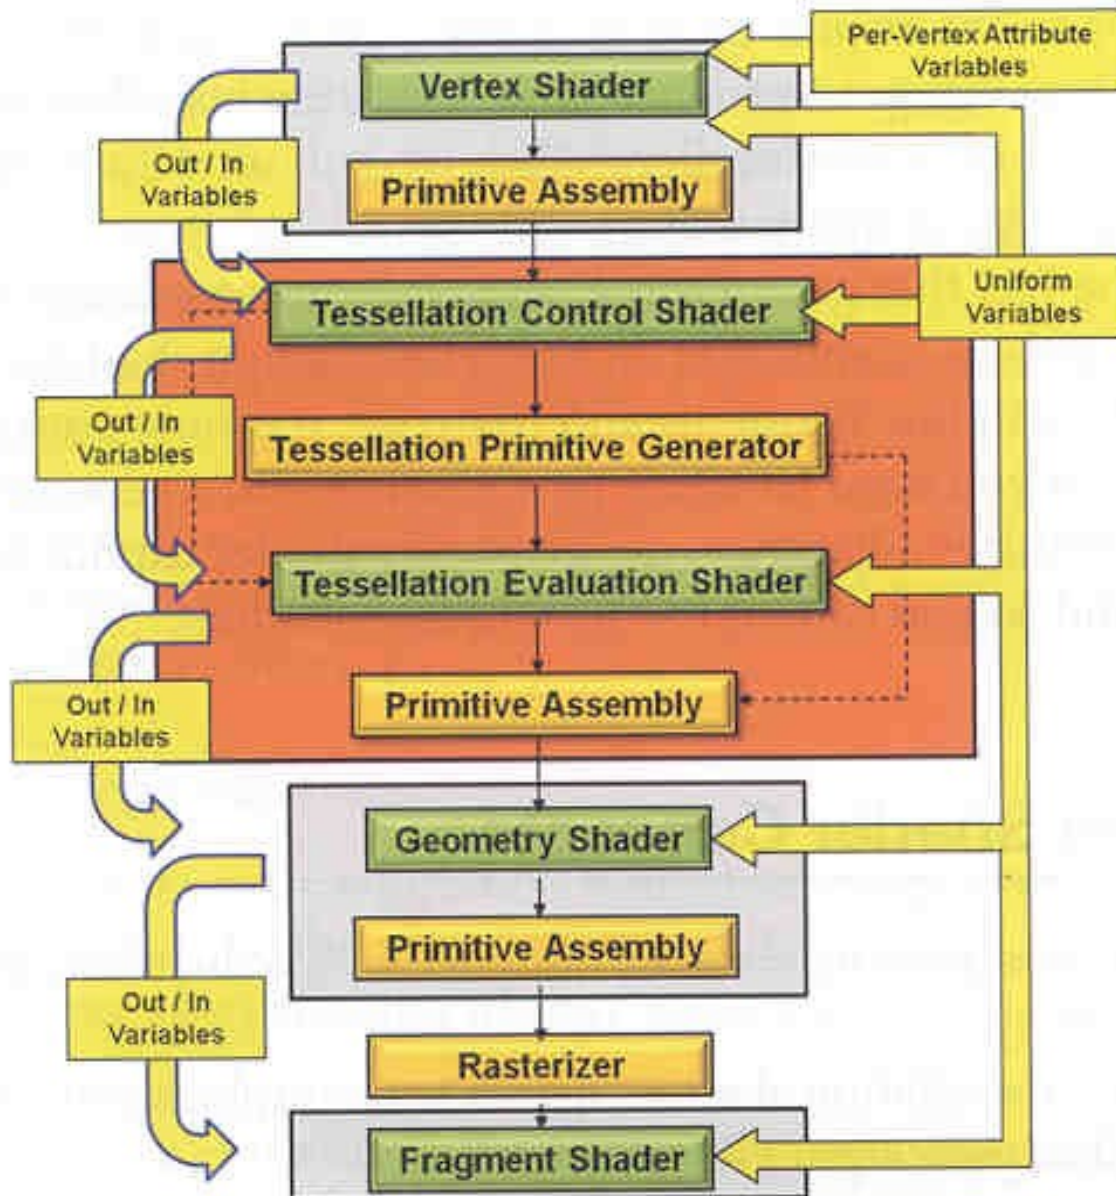 Per-Vertex Attribute
Variables
Vertex Shader
Out / In
Variables
Primitive Assembly
Uniform
Variables
Tessellation Control Shader
Out / In
Variables
Tessellation Primitive Generator
Tessellation Evaluation Shader
Out / In
Variables
Primitive Assembly
Geometry Shader
Primitive Assembly
Out / In
Variables
Rasterizer
Fragment Shader